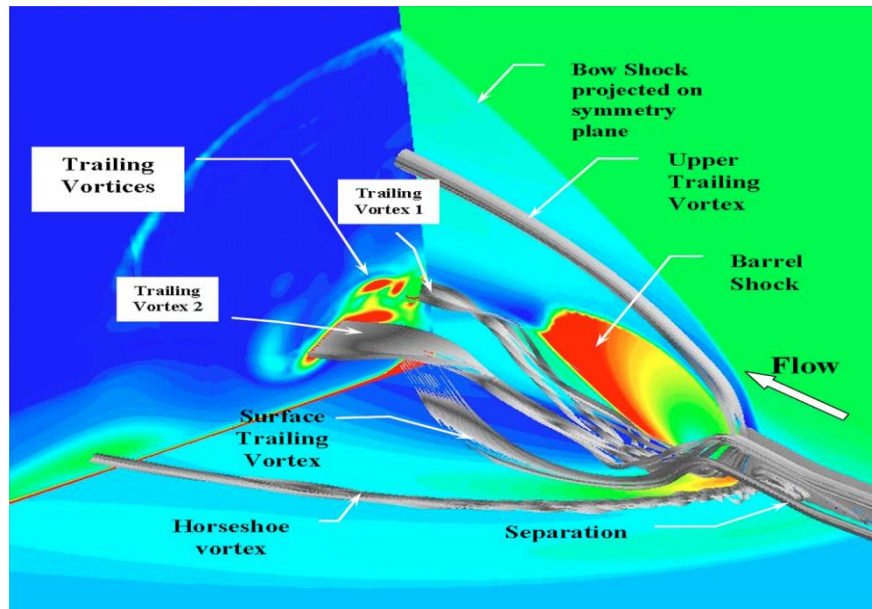 Bow Shock
projected on
symmetry
plane
Trailing
Vortices
Upper
Trailing
Vortex
Trailing
Vortex 1
Barrel
Shock
Trailing
Vortex 2
Flow
Surface
Trailing
Vortex
Horseshoe
vortex
Separation